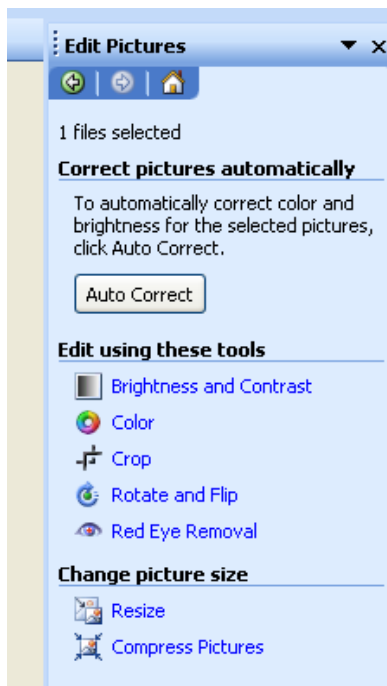 Edit Pictures
1 files selected
Correct pictures automatically
To automatically correct color and
brightness for the selected pictures,
click Auto Correct.
Auto Correct
Edit using these tools
Brightness and Contrast
Color
Crop
Rotate and Flip
Red Eye Removal
Change picture size
Resize
Compress Pictures